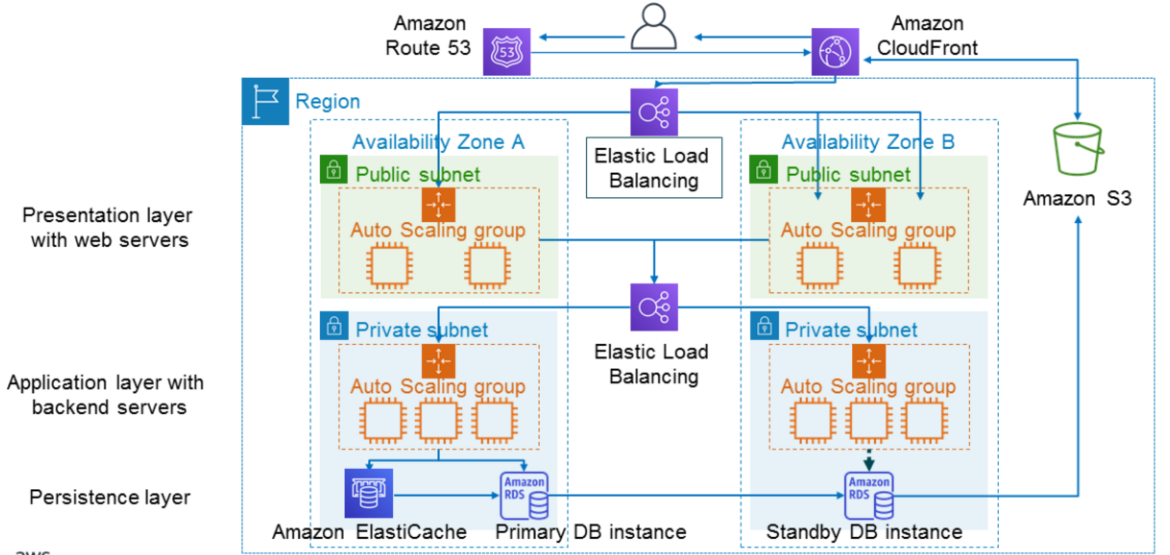 Amazon
Route 53
53
Amazon
CloudFront
Region
Availability Zone A
Availability Zone B
Elastic Load
Balancing
Public subnet
Public subnet
Amazon S3
Presentation layer
with web servers
Auto Scaling group
Auto Scaling group
Private subnet
Private subnet
Elastic Load
Balancing
Application layer with
backend servers
Auto Scaling group
Auto Scaling group
Persistence layer
Amazon
RDS
Amazon
RDS
Amazon ElastiCache
Primary DB instance
Standby DB instance
aws